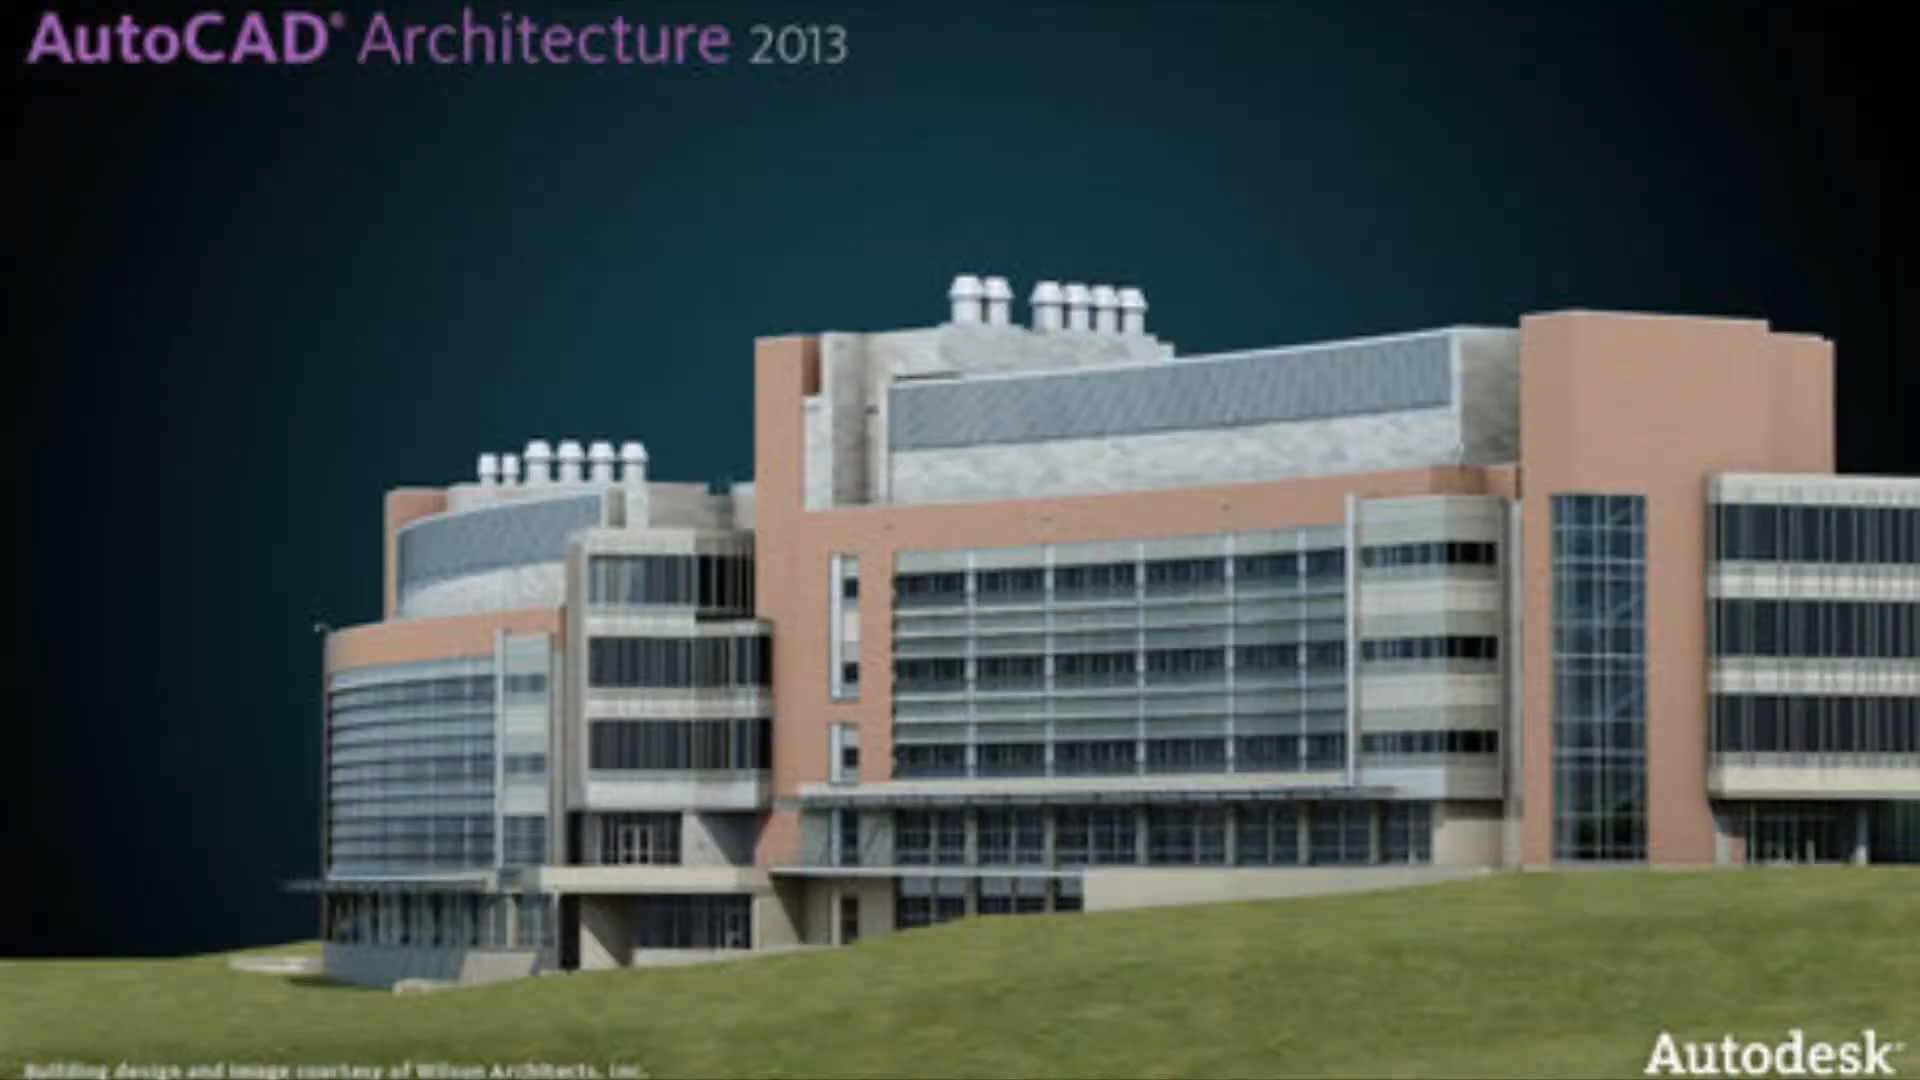 AutoCAD® Architecture 2013
Building design and image courtesy of Wilson Architects, Inc.
Autodesk®